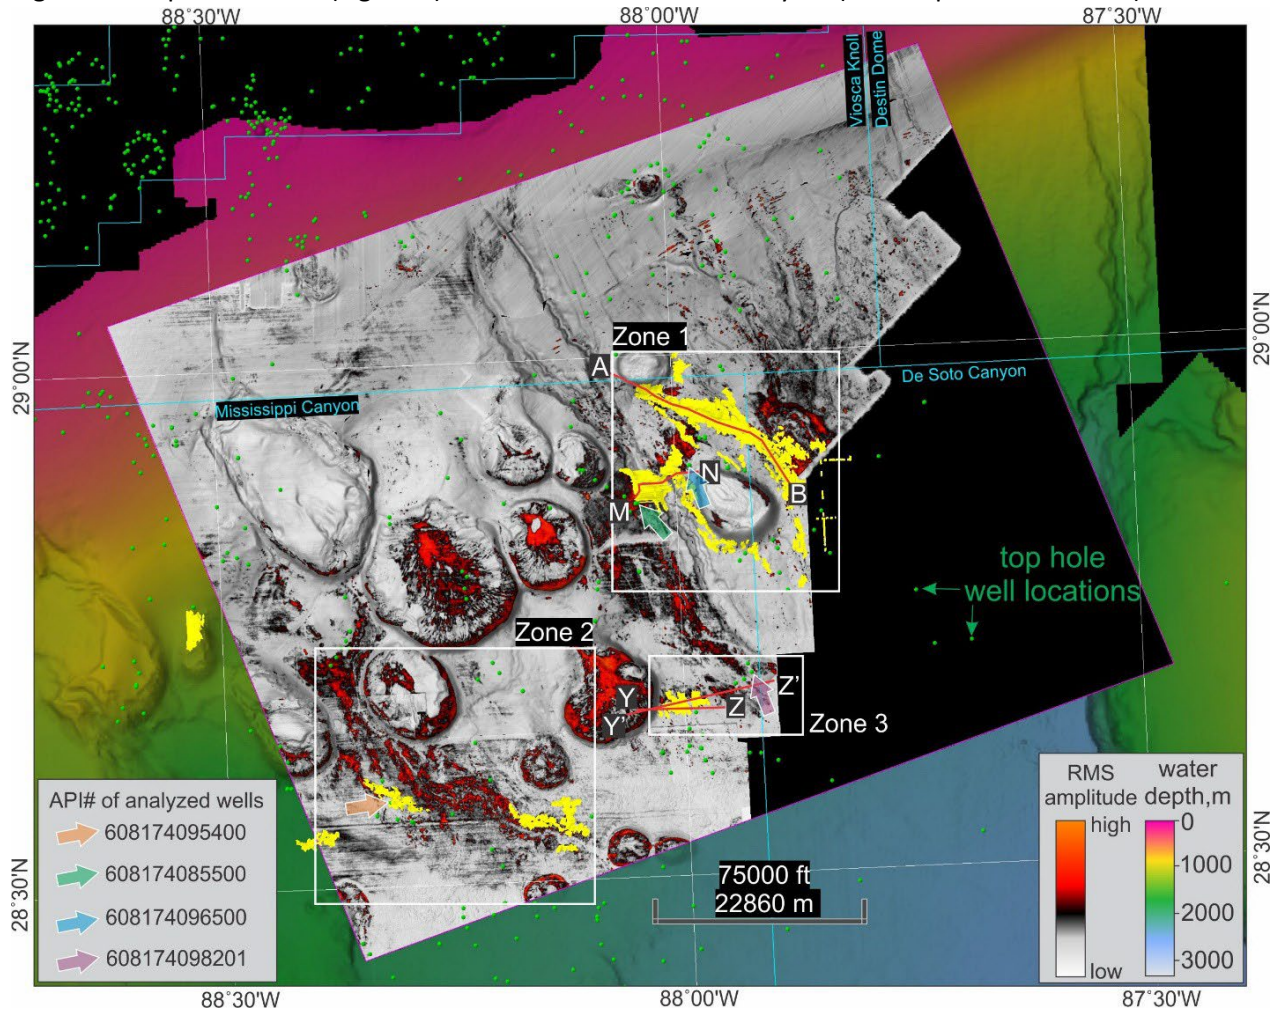 88°30'W
88°00'W
87°30'W
Viosca Knoll
Destin Dome
29°00'N
29°00'N
Zone 1
A
De Soto Canyon
Mississippi Canyon
N
B
M
top hole
well locations
Zone 2
Y
Z'
Y'
Z
Zone 3
API# of analyzed wells
608174095400
608174085500
608174096500
608174098201
75000 ft
22860 m
RMS
amplitude
high
low
water
depth,m
0
1000
2000
3000
28°30'N
28°30'N
88°30'W
88°00'W
87°30'W